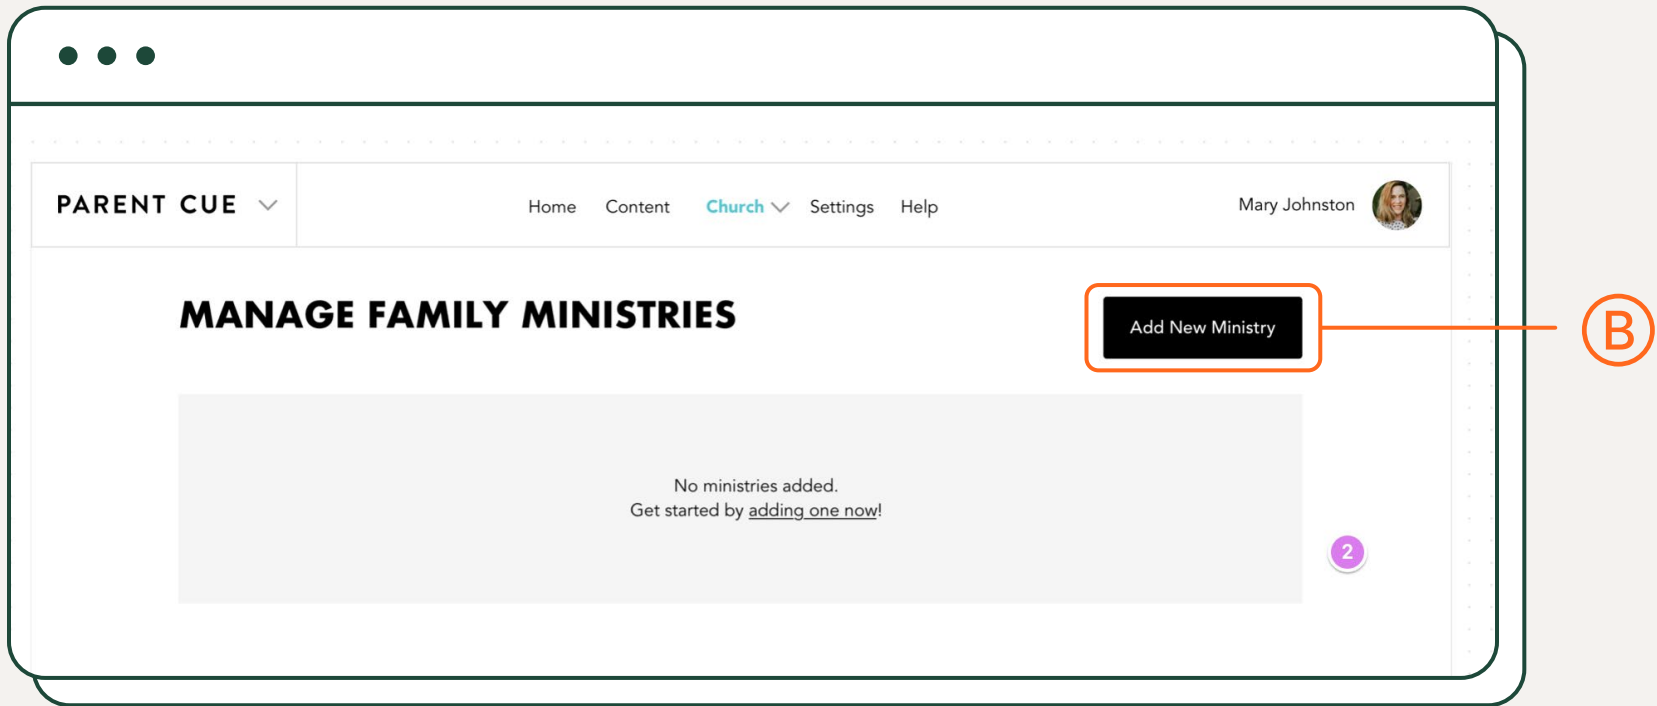 PARENT CUE
Home Content Church Settings Help
Mary Johnston
MANAGE FAMILY MINISTRIES
Add New Ministry
B
No ministries added.
Get started by adding one now!
2